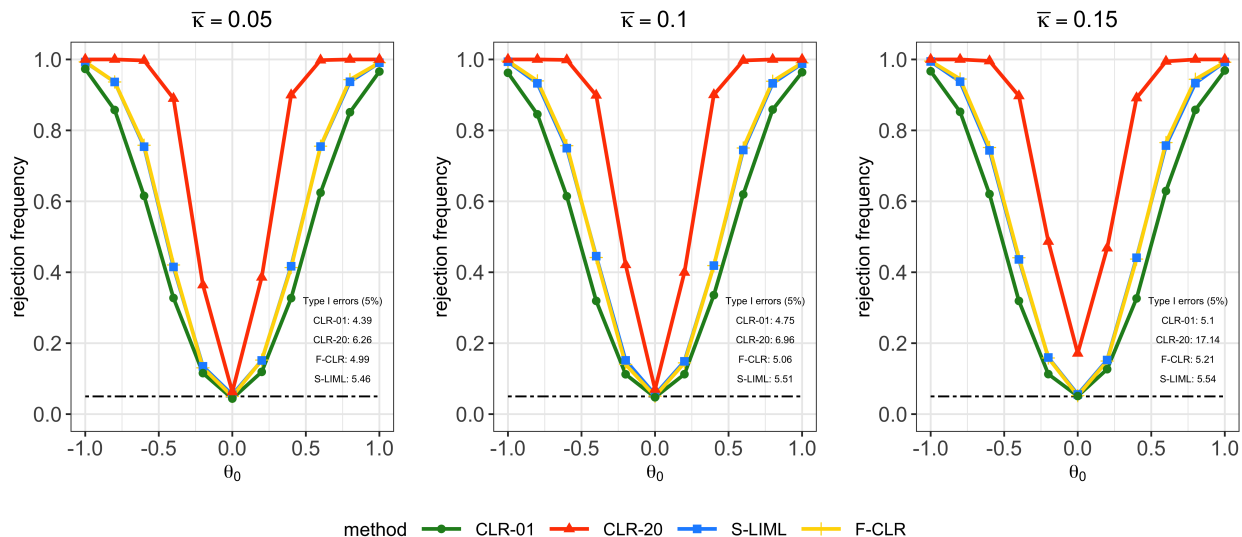 κ̅ = 0.05
rejection frequency
1.0
0.8
0.6
0.4
0.2
0.0
Type I errors (5%)
CLR-01: 4.39
CLR-20: 6.26
F-CLR: 4.99
S-LIML: 5.46
-1.0 -0.5 0.0 0.5 1.0
θ0
κ̅ = 0.1
rejection frequency
1.0
0.8
0.6
0.4
0.2
0.0
Type I errors (5%)
CLR-01: 4.75
CLR-20: 6.96
F-CLR: 5.06
S-LIML: 5.51
-1.0 -0.5 0.0 0.5 1.0
θ0
κ̅ = 0.15
rejection frequency
1.0
0.8
0.6
0.4
0.2
0.0
Type I errors (5%)
CLR-01: 5.1
CLR-20: 17.14
F-CLR: 5.21
S-LIML: 5.54
-1.0 -0.5 0.0 0.5 1.0
θ0
method CLR-01 CLR-20 S-LIML F-CLR